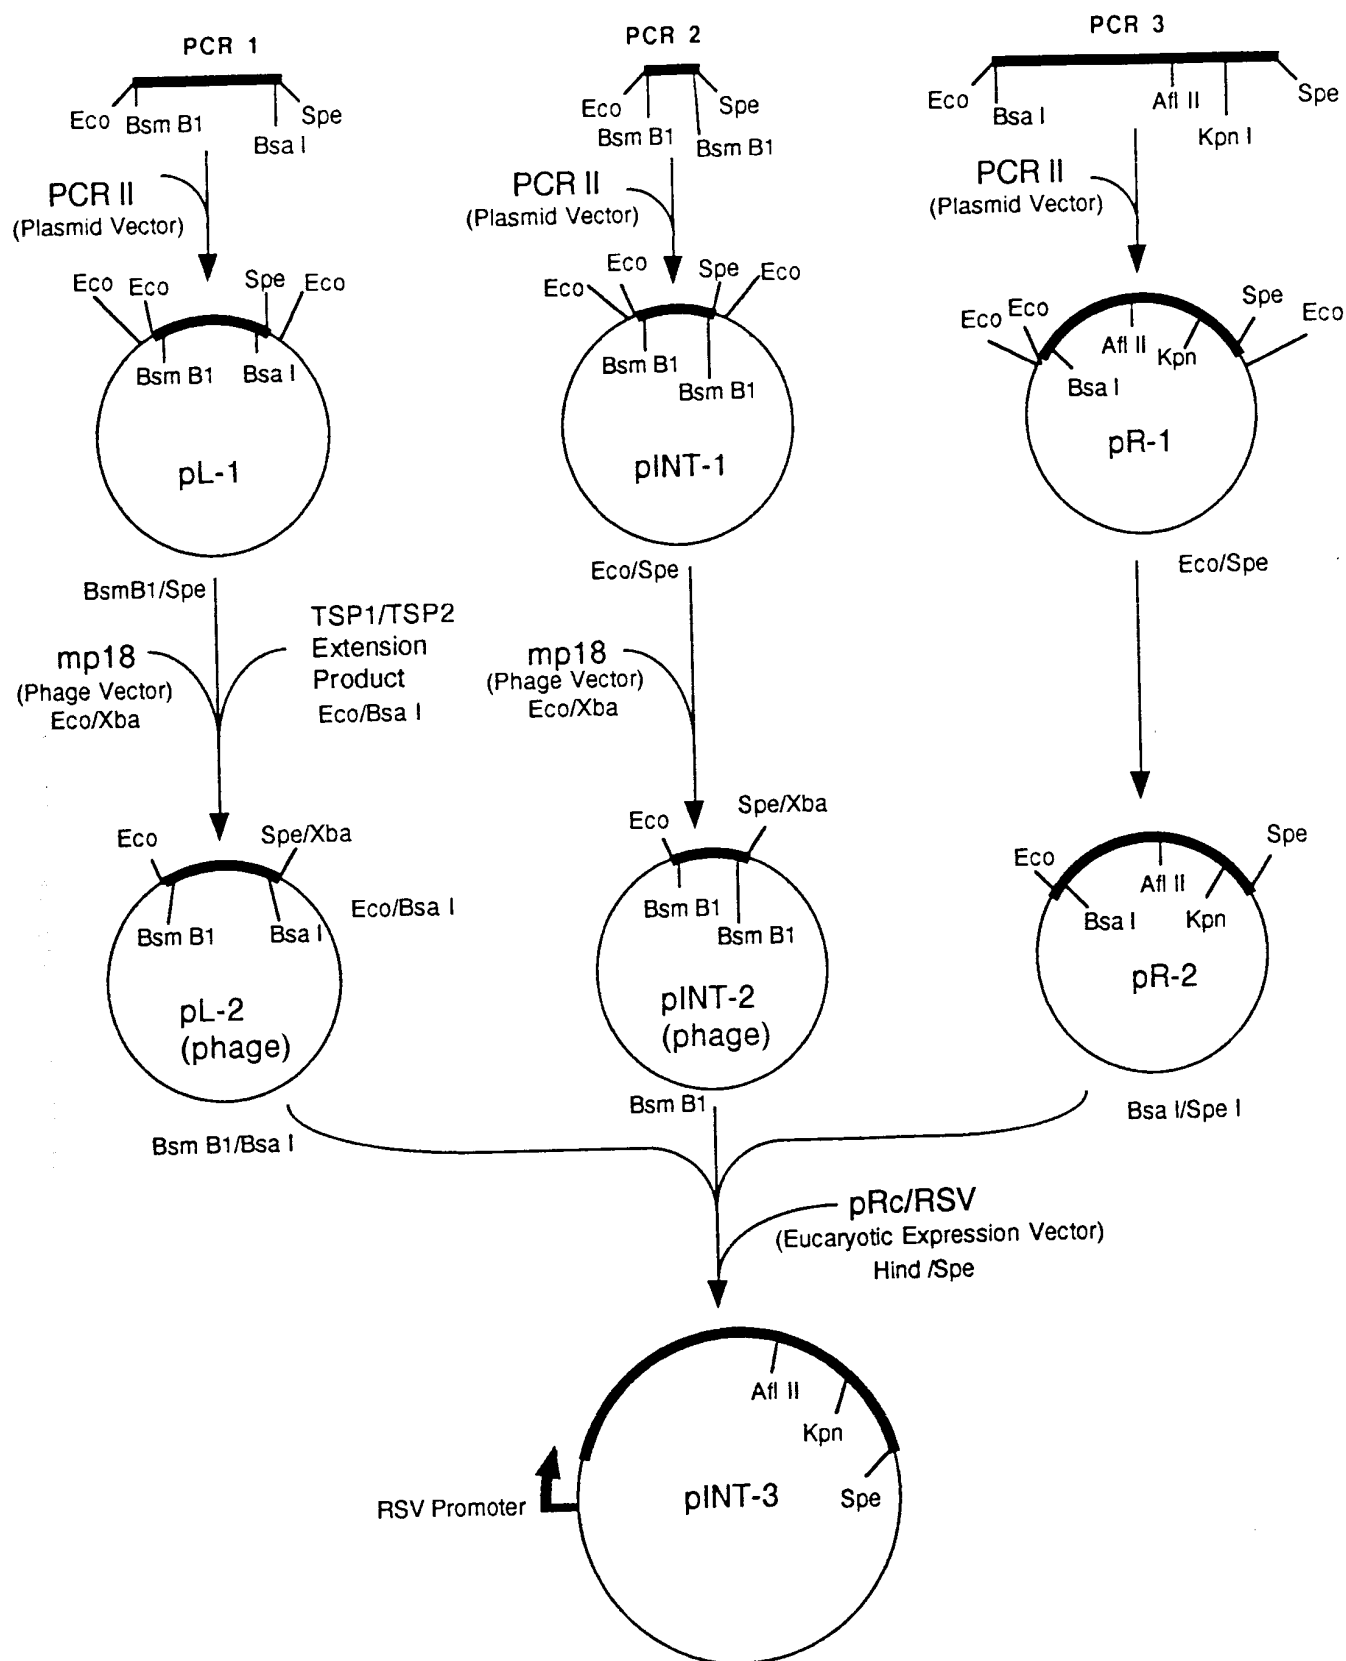 PCR 1
Eco
Bsm B1
Bsa I
Spe
PCR II
(Plasmid Vector)
Eco
Eco
Spe
Eco
Bsm B1
Bsa I
pL-1
BsmB1/Spe
mp18
(Phage Vector)
Eco/Xba
TSP1/TSP2
Extension
Product
Eco/Bsa I
Eco
Spe/Xba
Bsm B1
Bsa I
Eco/Bsa I
pL-2
(phage)
Bsm B1/Bsa I
PCR 2
Eco
Spe
Bsm B1
Bsm B1
PCR II
(Plasmid Vector)
Eco
Eco
Spe
Eco
Bsm B1
Bsm B1
pINT-1
Eco/Spe
mp18
(Phage Vector)
Eco/Xba
Eco
Spe/Xba
Bsm B1
Bsm B1
pINT-2
(phage)
Bsm B1
PCR 3
Eco
Bsa I
Afl II
Kpn I
Spe
PCR II
(Plasmid Vector)
Eco
Eco
Spe
Eco
Afl II
Kpn
Bsa I
pR-1
Eco/Spe
Eco
Spe
Afl II
Bsa I
Kpn
pR-2
Bsa I/Spe I
pRc/RSV
(Eucaryotic Expression Vector)
Hind /Spe
Afl II
Kpn
Spe
RSV Promoter
pINT-3